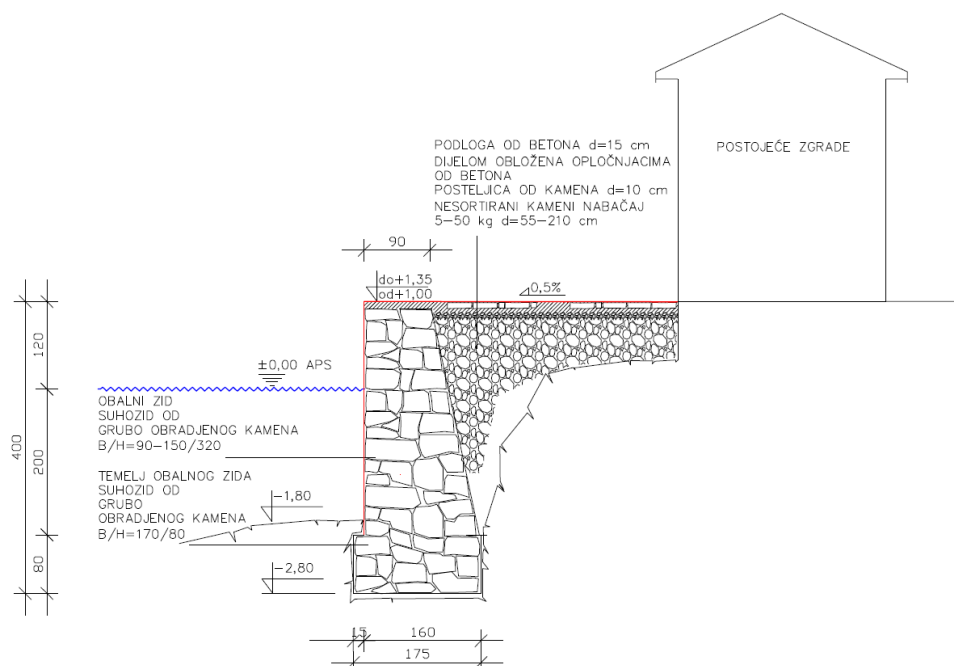 PODLOGA OD BETONA d=15 cm
DIJELOM OBLOŽENA OPLOČNJACIMA
OD BETONA
POSTELJICA OD KAMENA d=10 cm
NESORTIRANI KAMENI NABAČAJ
5-50 kg d=55-210 cm
POSTOJEĆE ZGRADE
90
do+1,35
od+1,00
0,5%
120
±0,00 APS
OBALNI ZID
SUHOZID OD
GRUBO OBRADJENOG KAMENA
B/H=90-150/320
400
200
TEMELJ OBALNOG ZIDA
SUHOZID OD
GRUBO
OBRADJENOG KAMENA
B/H=170/80
-1,80
80
-2,80
15
160
175